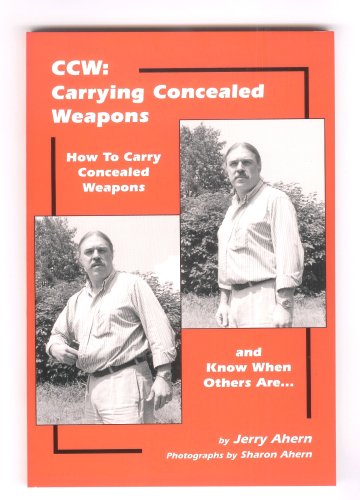 CCW:
Carrying Concealed
Weapons
How To Carry
Concealed
Weapons
and
Know When
Others Are...
by Jerry Ahern
Photographs by Sharon Ahern